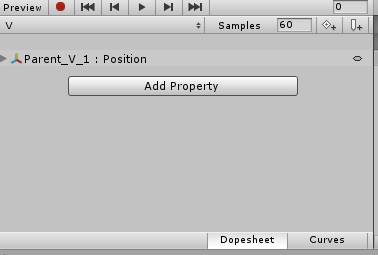 Preview 0
V Samples 60
Parent_V_1 : Position
Add Property
Dopesheet Curves